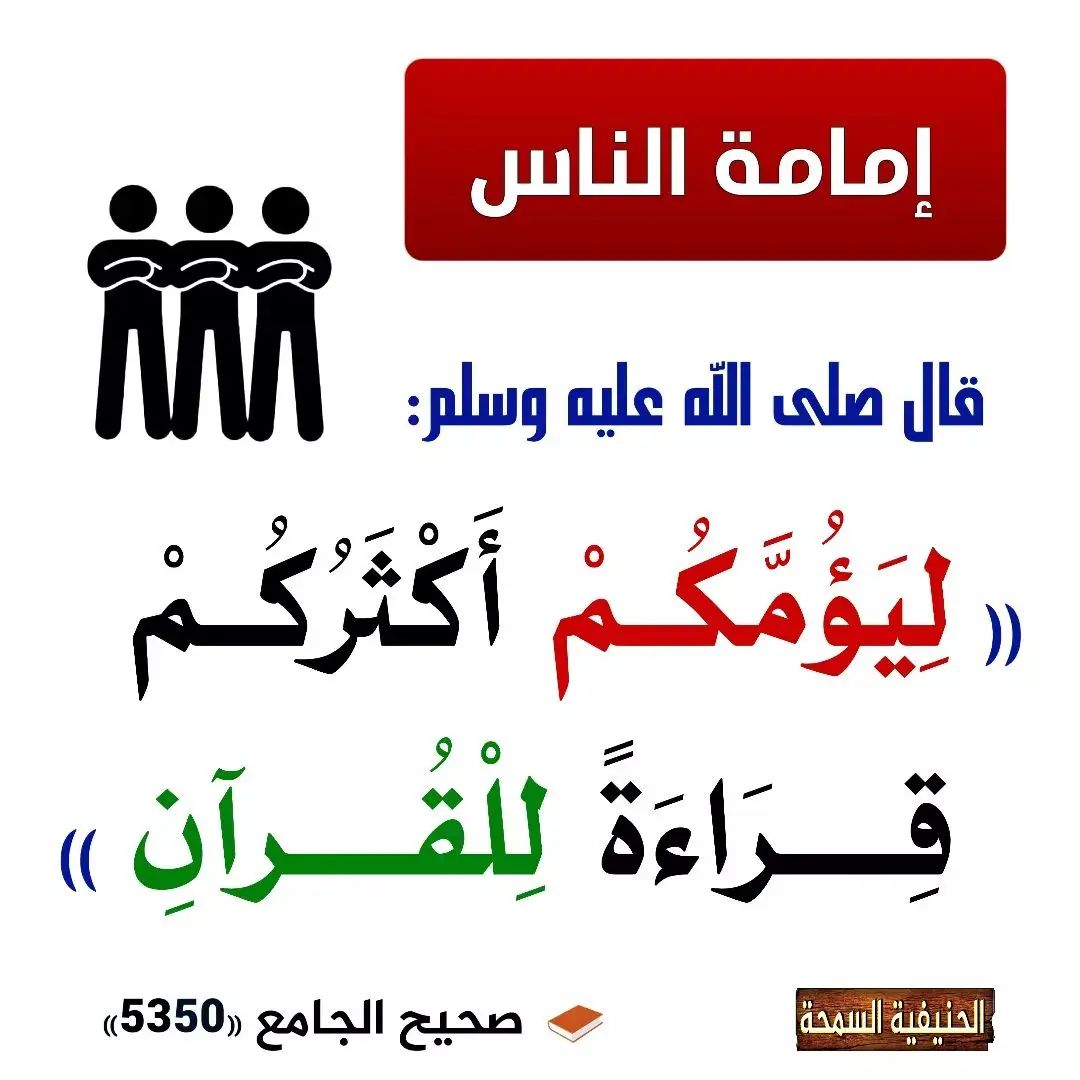 إمامة الناس
قال صلى الله عليه وسلم:
(( لِيَؤُمَّكُمْ أَكْثَرُكُمْ
قِرَاءَةً لِلْقُرآنِ ))
صحيح الجامع ((5350))
الحنيفية السمحة